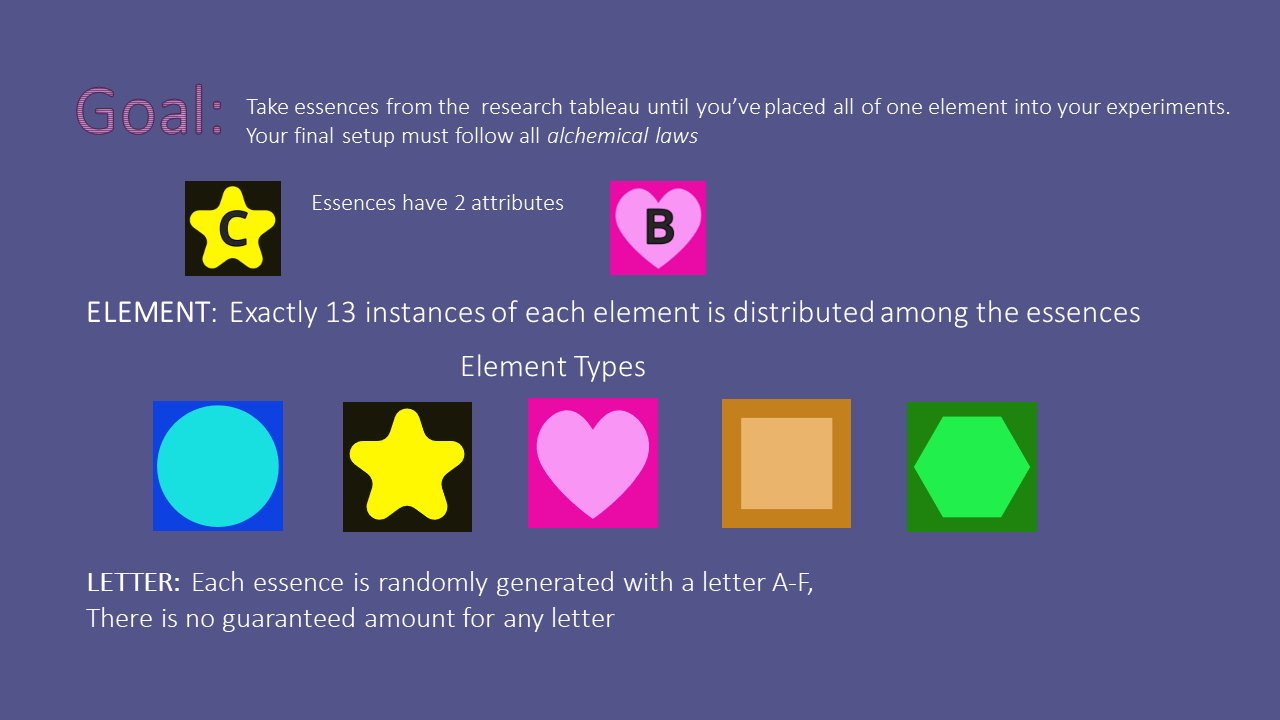 Goal:
Take essences from the research tableau until you've placed all of one element into your experiments.
Your final setup must follow all alchemical laws
C
Essences have 2 attributes
B
ELEMENT: Exactly 13 instances of each element is distributed among the essences
Element Types
LETTER: Each essence is randomly generated with a letter A-F,
There is no guaranteed amount for any letter